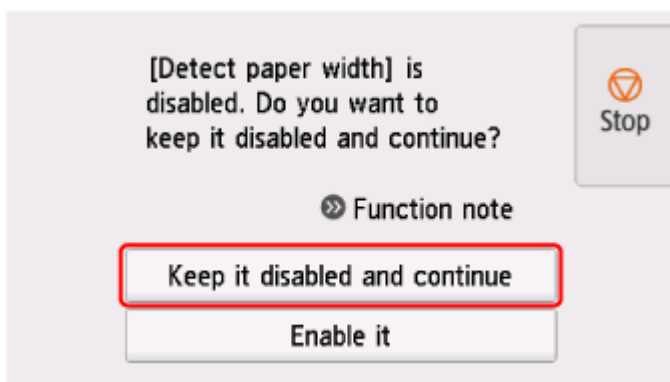 [Detect paper width] is
disabled. Do you want to
keep it disabled and continue?
Stop
Function note
Keep it disabled and continue
Enable it